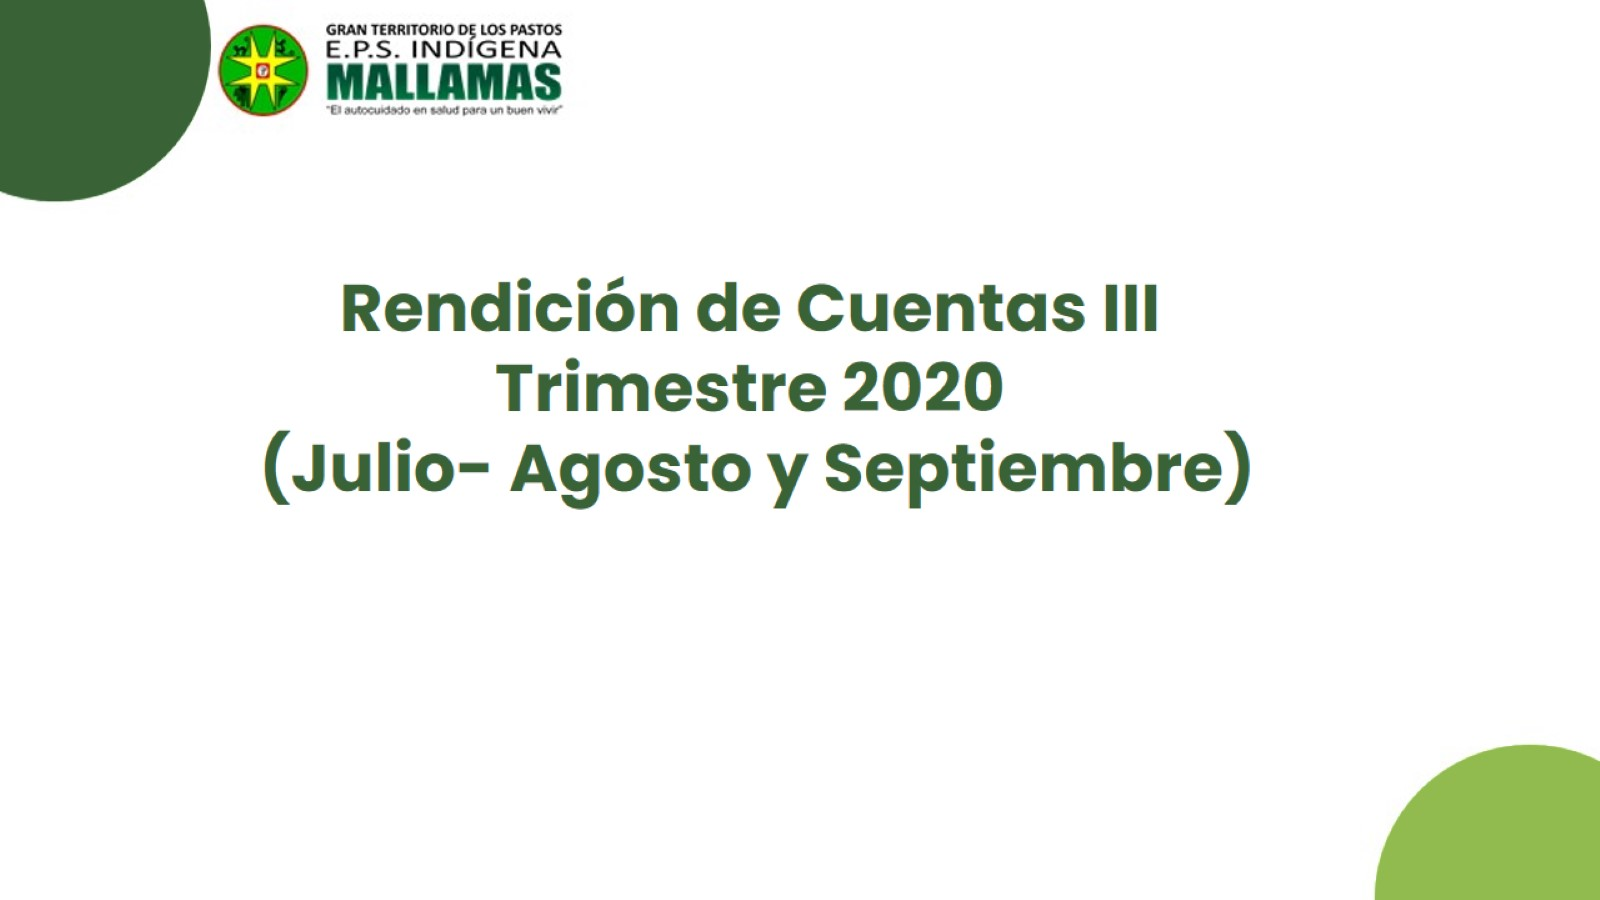 GRAN TERRITORIO DE LOS PASTOS
E.P.S. INDÍGENA
MALLAMAS
"El autocuidado en salud para un buen vivir"
Rendición de Cuentas III
Trimestre 2020
(Julio- Agosto y Septiembre)